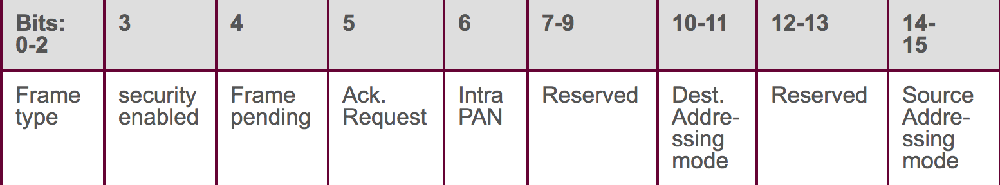 Bits:
0-2
3
4
5
6
7-9
10-11
12-13
14-
15
Frame
type
security
enabled
Frame
pending
Ack.
Request
Intra
PAN
Reserved
Dest.
Addre-
ssing
mode
Reserved
Source
Addre-
ssing
mode